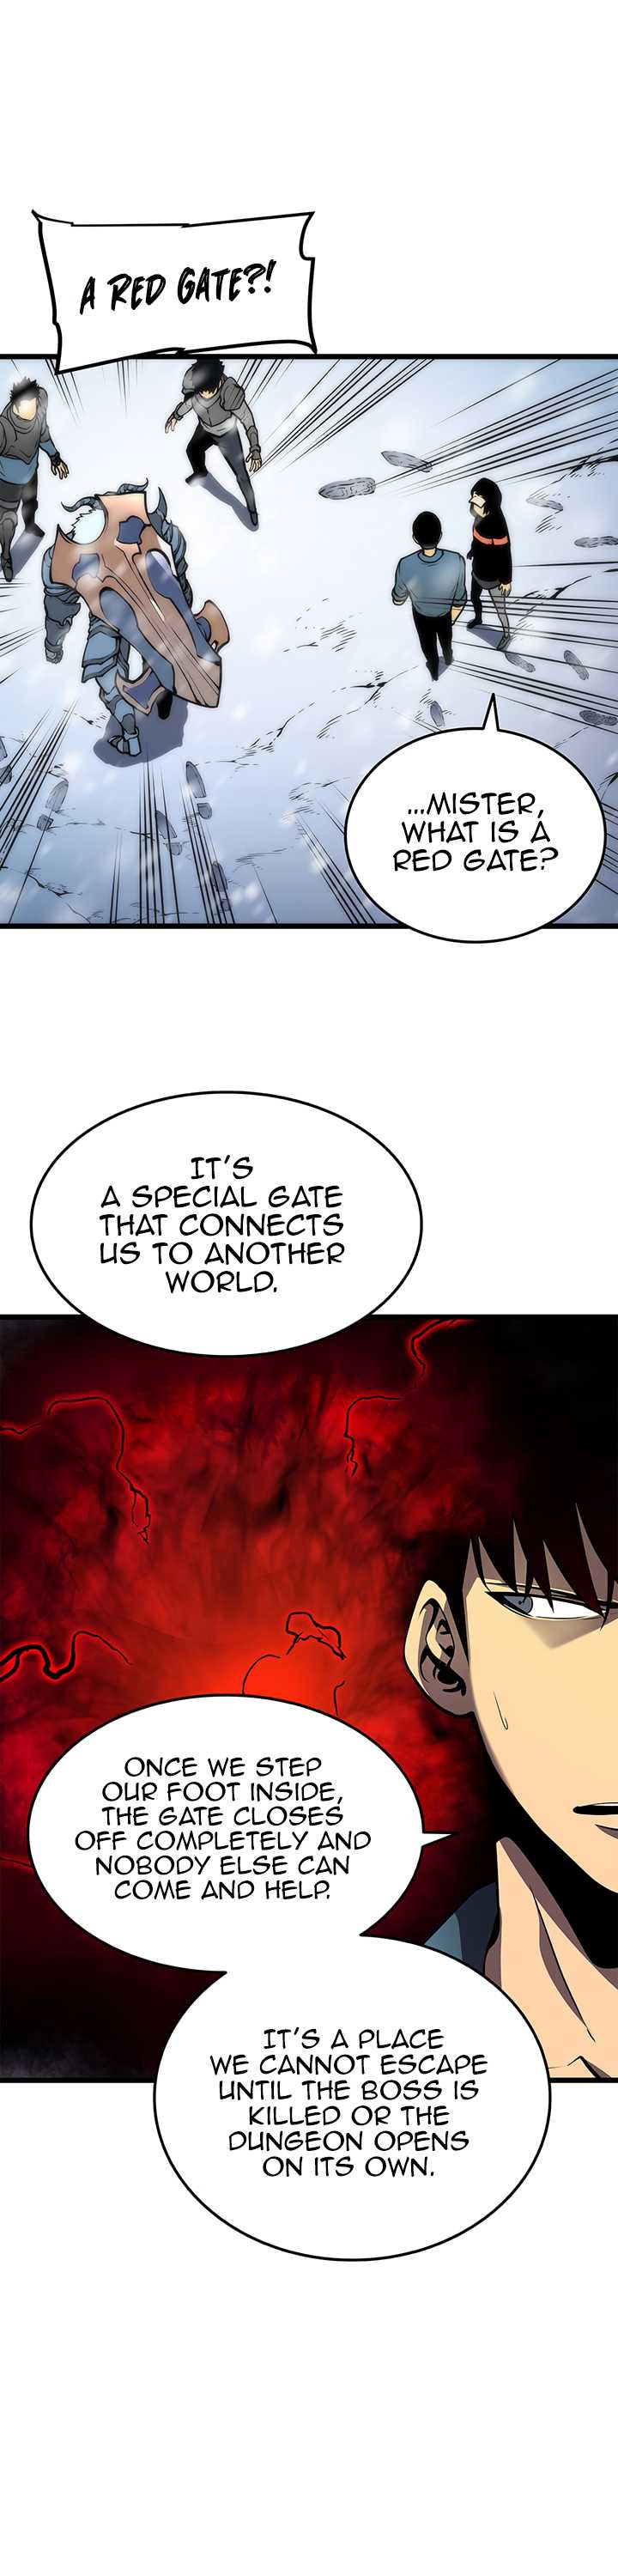 A RED GATE?!
...MISTER,
WHAT IS A
RED GATE?
IT'S
A SPECIAL GATE
THAT CONNECTS
US TO ANOTHER
WORLD.
ONCE WE STEP
OUR FOOT INSIDE,
THE GATE CLOSES
OFF COMPLETELY AND
NOBODY ELSE CAN
COME AND HELP.
IT'S A PLACE
WE CANNOT ESCAPE
UNTIL THE BOSS IS
KILLED OR THE
DUNGEON OPENS
ON ITS OWN.